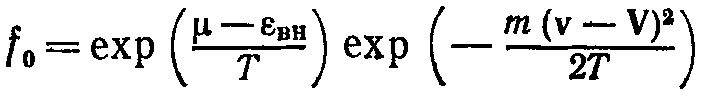 f₀ = exp ((μ − ε_вн)/T) exp (− m (v − V)²/2T)